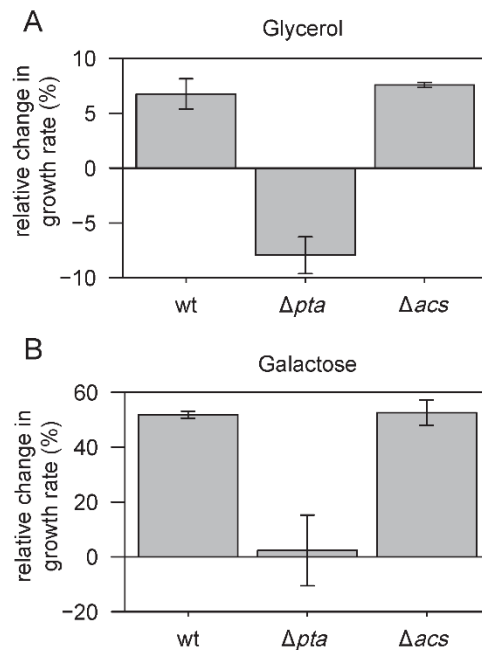 A
Glycerol
relative change in
growth rate (%)
10
5
0
−5
−10
wt
Δpta
Δacs
B
Galactose
relative change in
growth rate (%)
60
40
20
0
−20
wt
Δpta
Δacs